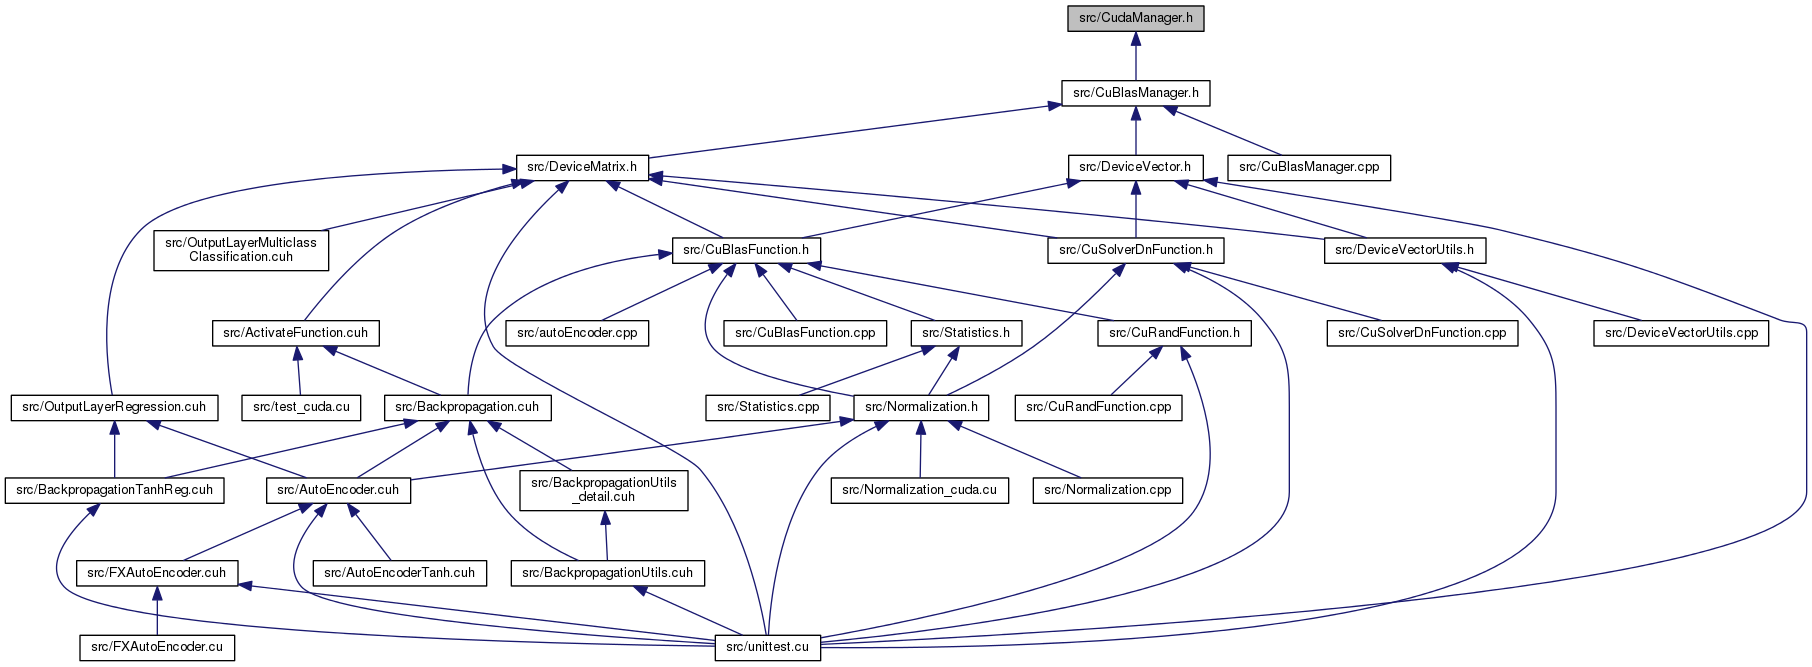 src/CudaManager.h
src/CuBlasManager.h
src/DeviceMatrix.h
src/DeviceVector.h
src/CuBlasManager.cpp
src/OutputLayerMulticlass
Classification.cuh
src/CuBlasFunction.h
src/CuSolverDnFunction.h
src/DeviceVectorUtils.h
src/ActivateFunction.cuh
src/autoEncoder.cpp
src/CuBlasFunction.cpp
src/Statistics.h
src/CuRandFunction.h
src/CuSolverDnFunction.cpp
src/DeviceVectorUtils.cpp
src/OutputLayerRegression.cuh
src/test_cuda.cu
src/Backpropagation.cuh
src/Statistics.cpp
src/Normalization.h
src/CuRandFunction.cpp
src/BackpropagationTanhReg.cuh
src/AutoEncoder.cuh
src/BackpropagationUtils
_detail.cuh
src/Normalization_cuda.cu
src/Normalization.cpp
src/FXAutoEncoder.cuh
src/AutoEncoderTanh.cuh
src/BackpropagationUtils.cuh
src/FXAutoEncoder.cu
src/unittest.cu